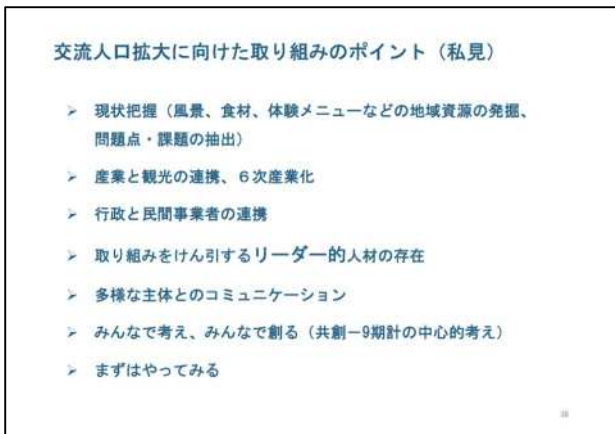 交流人口拡大に向けた取り組みのポイント（私見）
➢ 現状把握（風景、食材、体験メニューなどの地域資源の発掘、
問題点・課題の抽出）
➢ 産業と観光の連携、６次産業化
➢ 行政と民間事業者の連携
➢ 取り組みをけん引するリーダー的人材の存在
➢ 多様な主体とのコミュニケーション
➢ みんなで考え、みんなで創る（共創－9期計の中心的考え）
➢ まずはやってみる